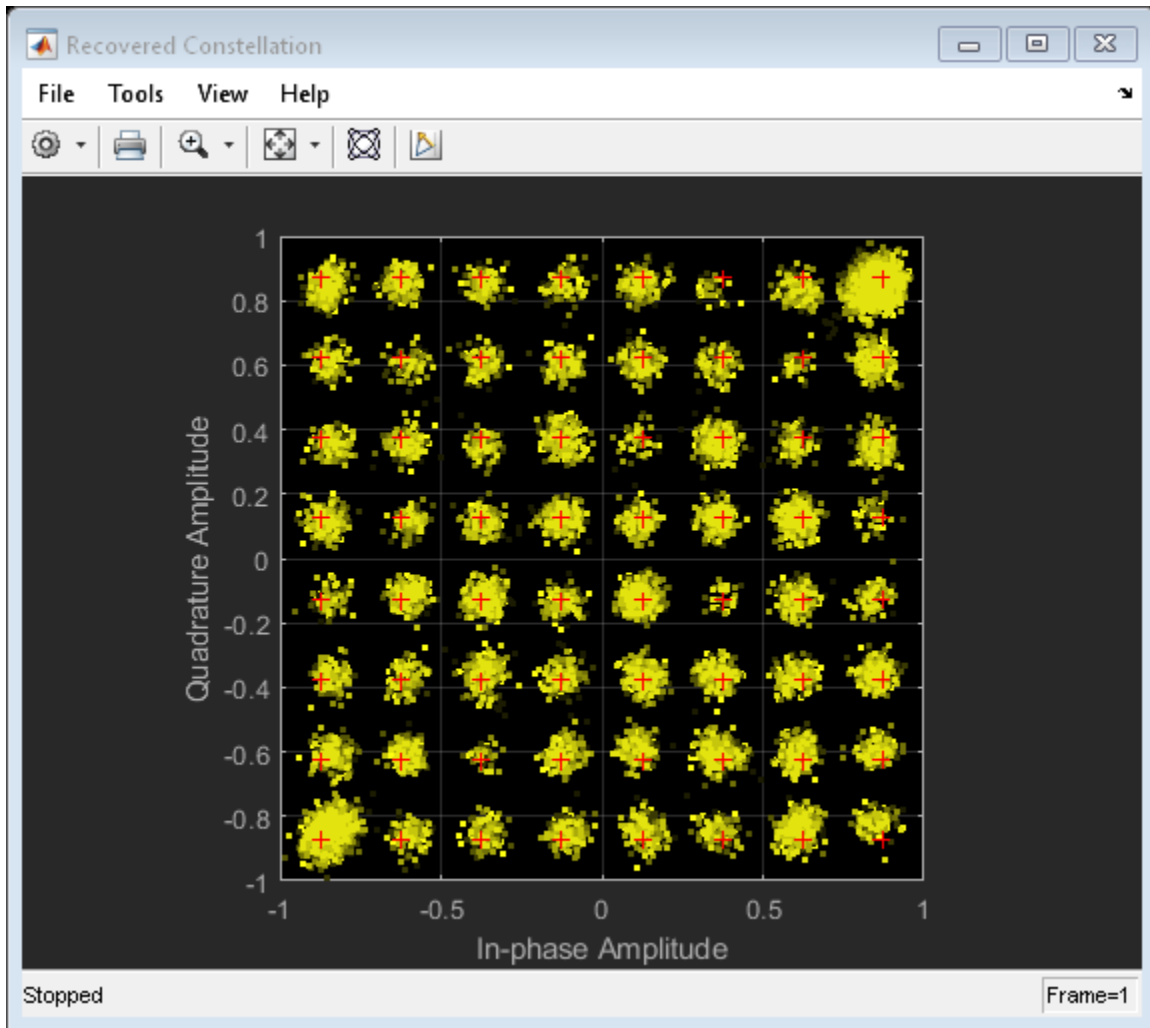 Recovered Constellation
File Tools View Help
1
0.8
0.6
0.4
0.2
0
-0.2
-0.4
-0.6
-0.8
-1
Quadrature Amplitude
-1 -0.5 0 0.5 1
In-phase Amplitude
Stopped Frame=1